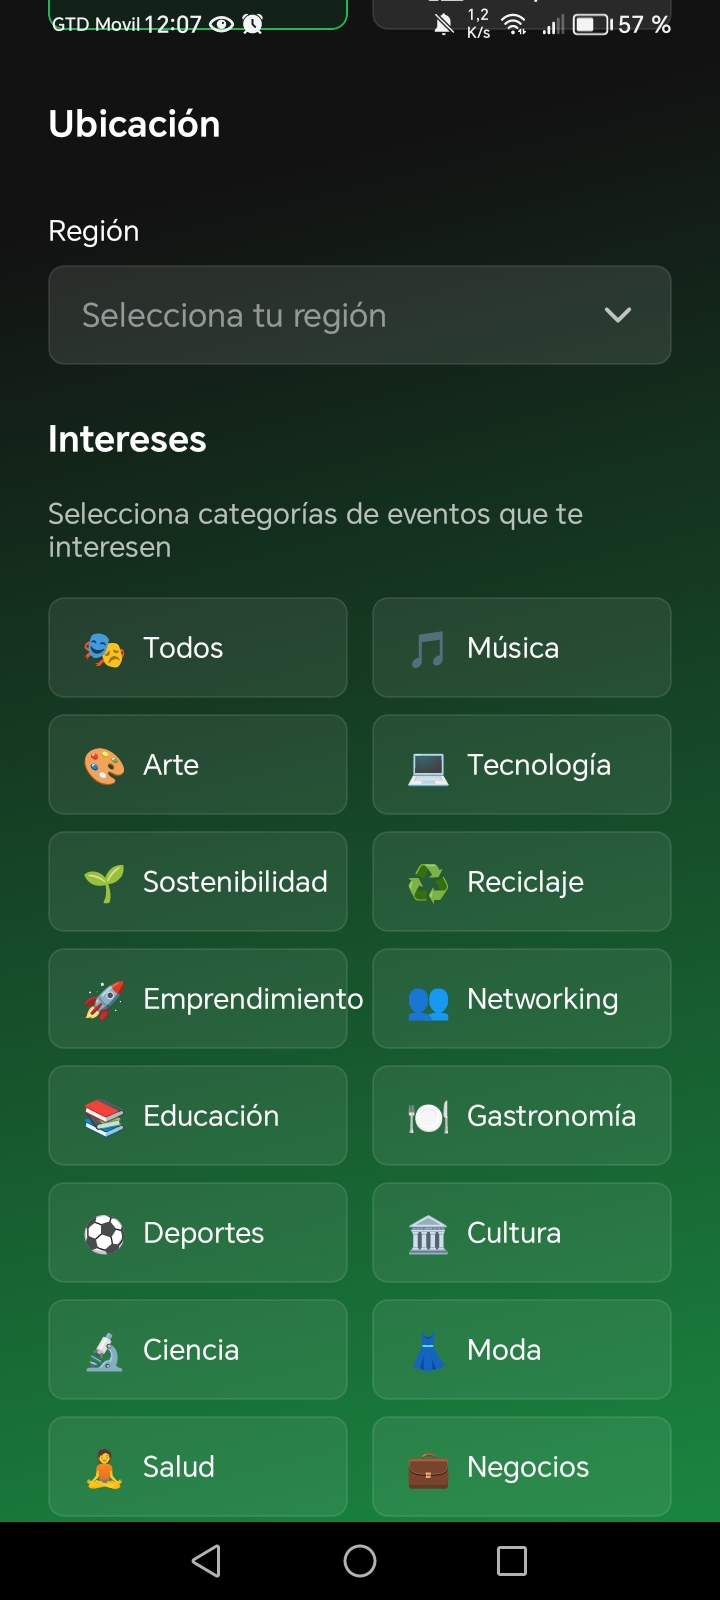 GTD Movil 12:07 1,2 K/s 57 %
Ubicación
Región
Selecciona tu región
Intereses
Selecciona categorías de eventos que te
interesen
Todos Música
Arte Tecnología
Sostenibilidad Reciclaje
Emprendimiento Networking
Educación Gastronomía
Deportes Cultura
Ciencia Moda
Salud Negocios